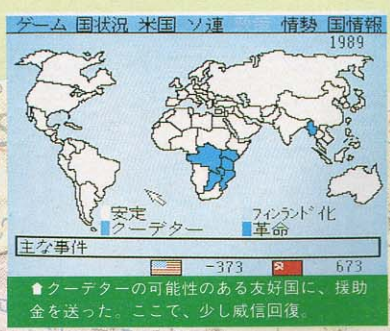 ゲーム 国状況 米国 ソ連 政策 情勢 国情報
1989
安定 フィンランド化
クーデター 革命
主な事件
-373 673
⬆クーデターの可能性のある友好国に、援助
金を送った。ここで、少し威信回復。